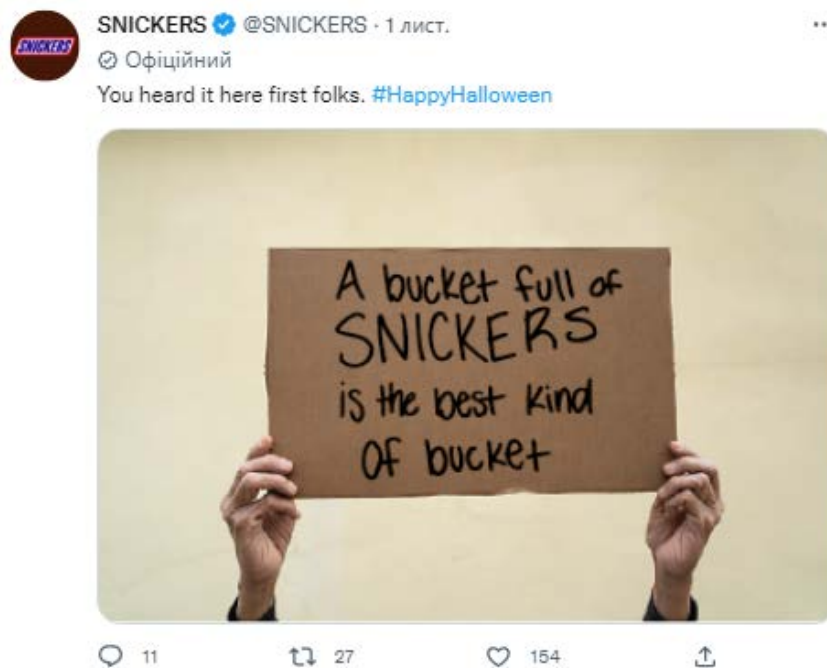 SNICKERS @SNICKERS · 1 лист.
SNICKERS
Офіційний
You heard it here first folks. #HappyHalloween
A bucket full of
SNICKERS
is the best kind
of bucket
11 27 154